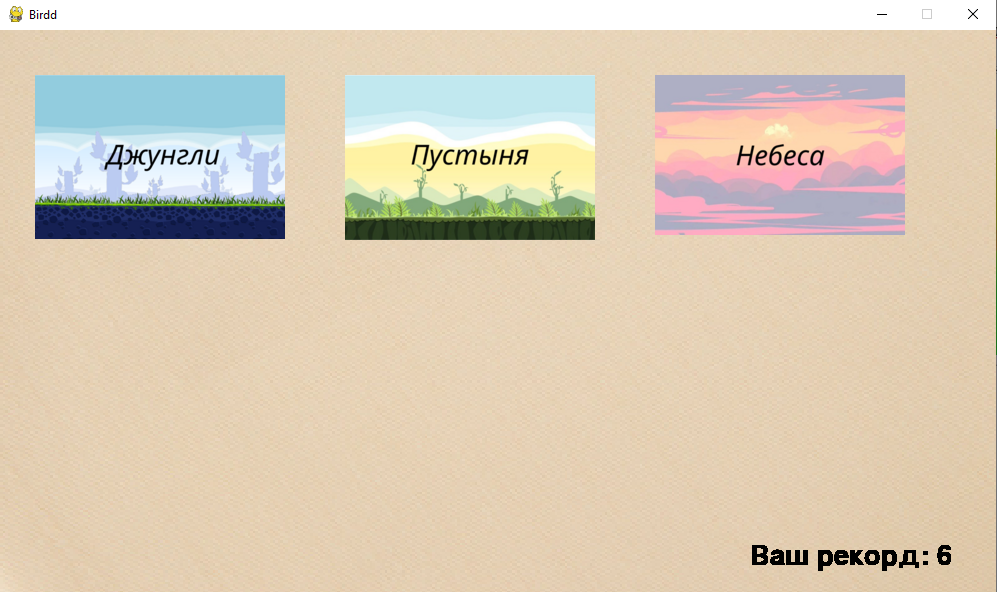 Birdd
Джунгли
Пустыня
Небеса
Ваш рекорд: 6